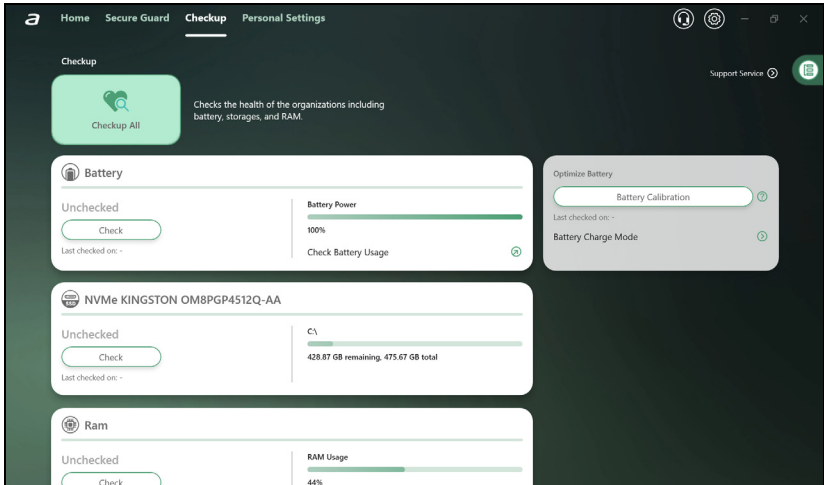 a Home Secure Guard Checkup Personal Settings
Checkup
Support Service
Checkup All
Checks the health of the organizations including
battery, storages, and RAM.
Battery
Unchecked
Check
Last checked on: -
Battery Power
100%
Check Battery Usage
Optimize Battery
Battery Calibration
?
Last checked on: -
Battery Charge Mode
SSD
NVMe KINGSTON OM8PGP4512Q-AA
Unchecked
Check
Last checked on: -
C:\
428.87 GB remaining, 475.67 GB total
Ram
Unchecked
Check
RAM Usage
44%